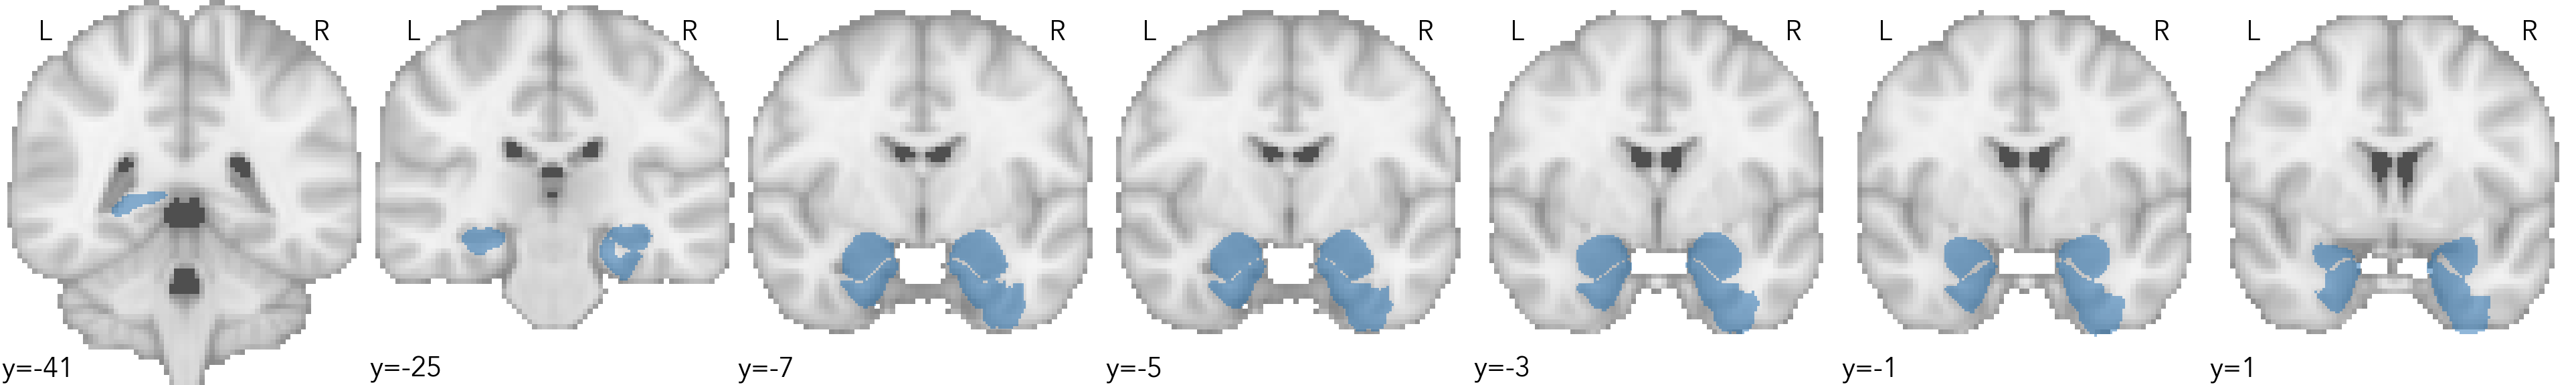 L R L R L R L R L R L R L R
y=-41 y=-25 y=-7 y=-5 y=-3 y=-1 y=1